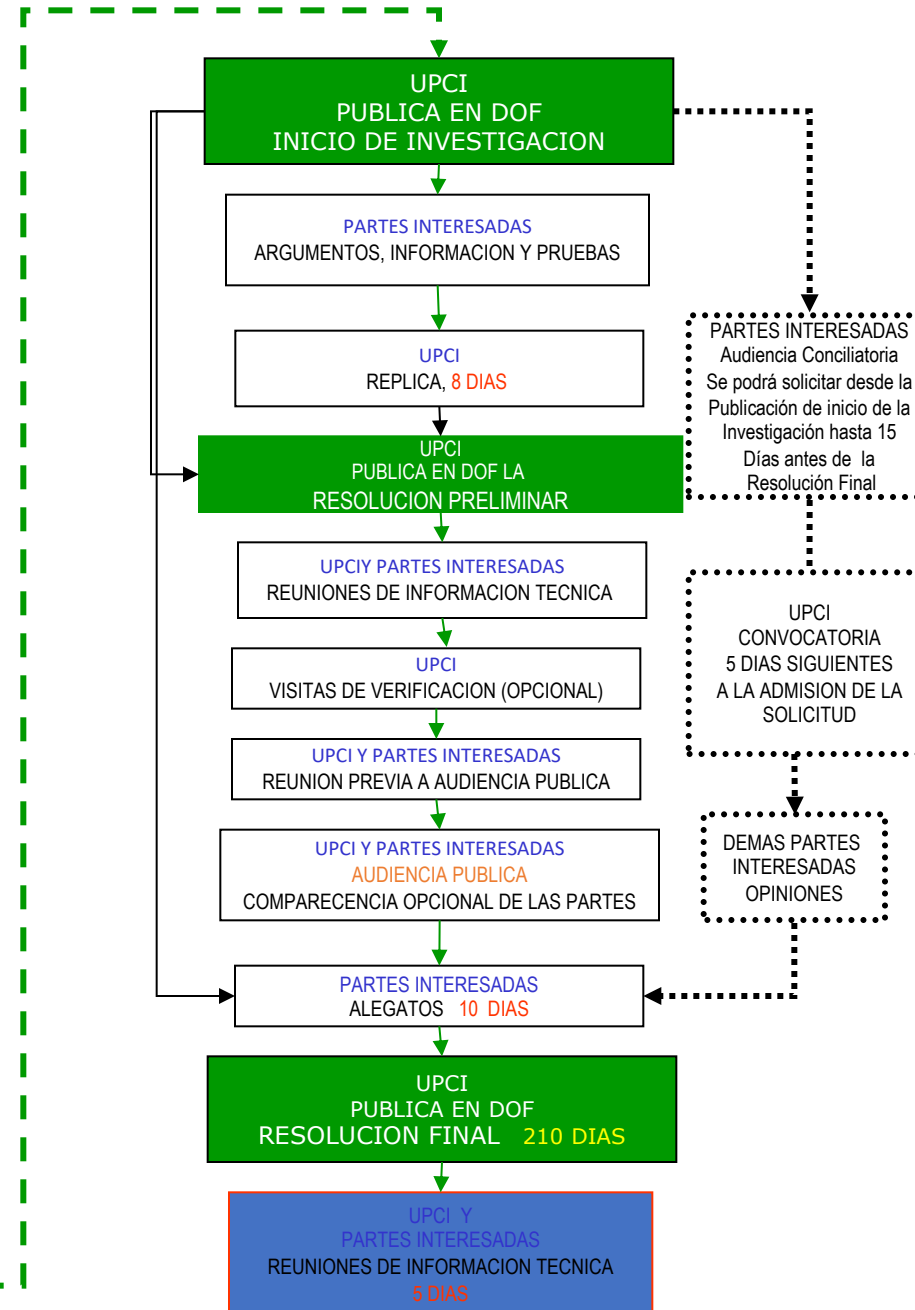 UPCI
PUBLICA EN DOF
INICIO DE INVESTIGACION
PARTES INTERESADAS
ARGUMENTOS, INFORMACION Y PRUEBAS
UPCI
REPLICA, 8 DIAS
UPCI
PUBLICA EN DOF LA
RESOLUCION PRELIMINAR
UPCIY PARTES INTERESADAS
REUNIONES DE INFORMACION TECNICA
UPCI
VISITAS DE VERIFICACION (OPCIONAL)
UPCI Y PARTES INTERESADAS
REUNION PREVIA A AUDIENCIA PUBLICA
UPCI Y PARTES INTERESADAS
AUDIENCIA PUBLICA
COMPARECENCIA OPCIONAL DE LAS PARTES
PARTES INTERESADAS
ALEGATOS 10 DIAS
UPCI
PUBLICA EN DOF
RESOLUCION FINAL 210 DIAS
UPCI Y
PARTES INTERESADAS
REUNIONES DE INFORMACION TECNICA
5 DIAS
PARTES INTERESADAS
Audiencia Conciliatoria
Se podrá solicitar desde la
Publicación de inicio de la
Investigación hasta 15
Días antes de la
Resolución Final
UPCI
CONVOCATORIA
5 DIAS SIGUIENTES
A LA ADMISION DE LA
SOLICITUD
DEMAS PARTES
INTERESADAS
OPINIONES